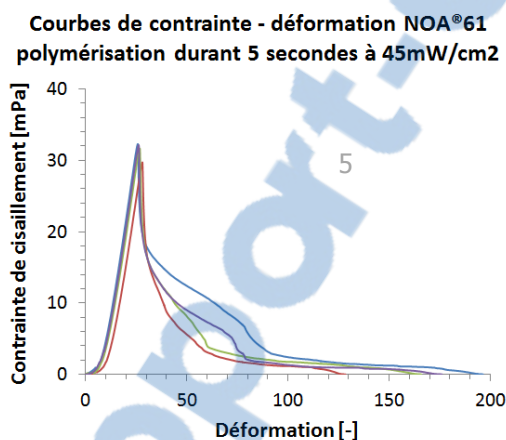 Courbes de contrainte - déformation NOA®61
polymérisation durant 5 secondes à 45mW/cm2
Contrainte de cisaillement [mPa]
40
30
20
10
0
5
0
50
100
150
200
Déformation [-]
port.